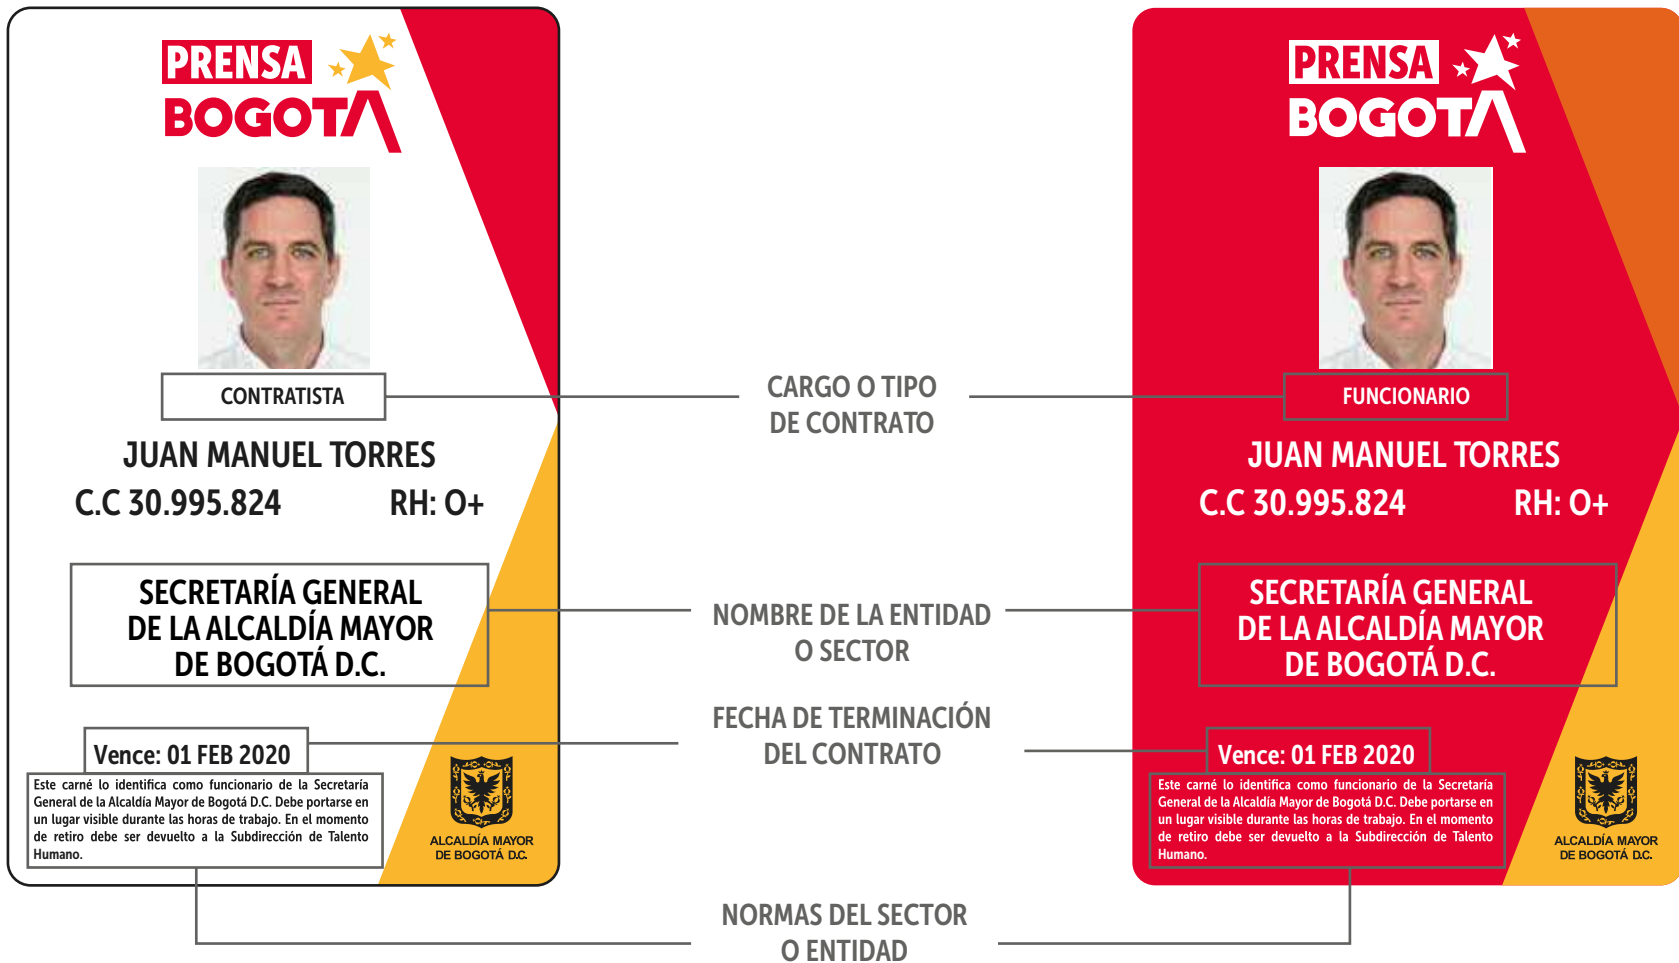 PRENSA
BOGOTÁ
CONTRATISTA
JUAN MANUEL TORRES
C.C 30.995.824 RH: O+
SECRETARÍA GENERAL
DE LA ALCALDÍA MAYOR
DE BOGOTÁ D.C.
Vence: 01 FEB 2020
Este carné lo identifica como funcionario de la Secretaría
General de la Alcaldía Mayor de Bogotá D.C. Debe portarse en
un lugar visible durante las horas de trabajo. En el momento
de retiro debe ser devuelto a la Subdirección de Talento
Humano.
ALCALDÍA MAYOR
DE BOGOTÁ D.C.
CARGO O TIPO
DE CONTRATO
NOMBRE DE LA ENTIDAD
O SECTOR
FECHA DE TERMINACIÓN
DEL CONTRATO
NORMAS DEL SECTOR
O ENTIDAD
PRENSA
BOGOTÁ
FUNCIONARIO
JUAN MANUEL TORRES
C.C 30.995.824 RH: O+
SECRETARÍA GENERAL
DE LA ALCALDÍA MAYOR
DE BOGOTÁ D.C.
Vence: 01 FEB 2020
Este carné lo identifica como funcionario de la Secretaría
General de la Alcaldía Mayor de Bogotá D.C. Debe portarse en
un lugar visible durante las horas de trabajo. En el momento
de retiro debe ser devuelto a la Subdirección de Talento
Humano.
ALCALDÍA MAYOR
DE BOGOTÁ D.C.